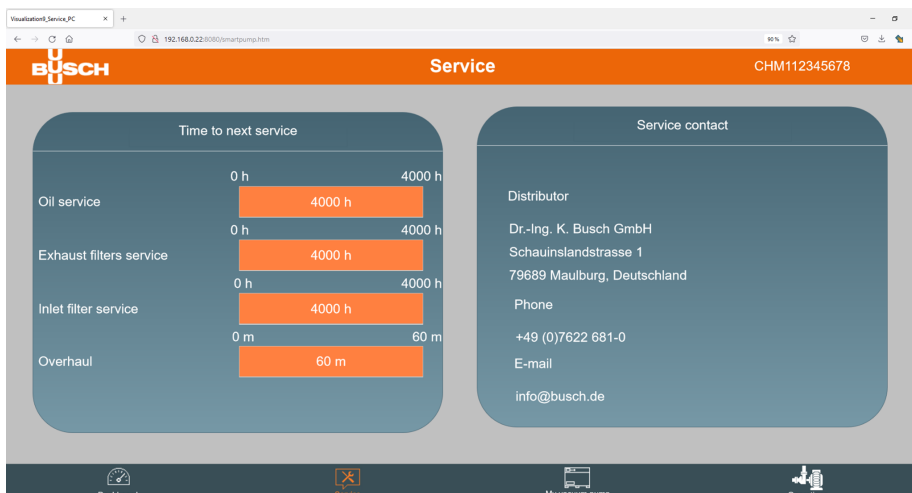 Visualization9_Service_PC
192.168.0.22:8080/smartpump.htm
90%
BUSCH
Service
CHM112345678
Time to next service
0 h 4000 h
Oil service 4000 h
0 h 4000 h
Exhaust filters service 4000 h
0 h 4000 h
Inlet filter service 4000 h
0 m 60 m
Overhaul 60 m
Service contact
Distributor
Dr.-Ing. K. Busch GmbH
Schauinslandstrasse 1
79689 Maulburg, Deutschland
Phone
+49 (0)7622 681-0
E-mail
info@busch.de